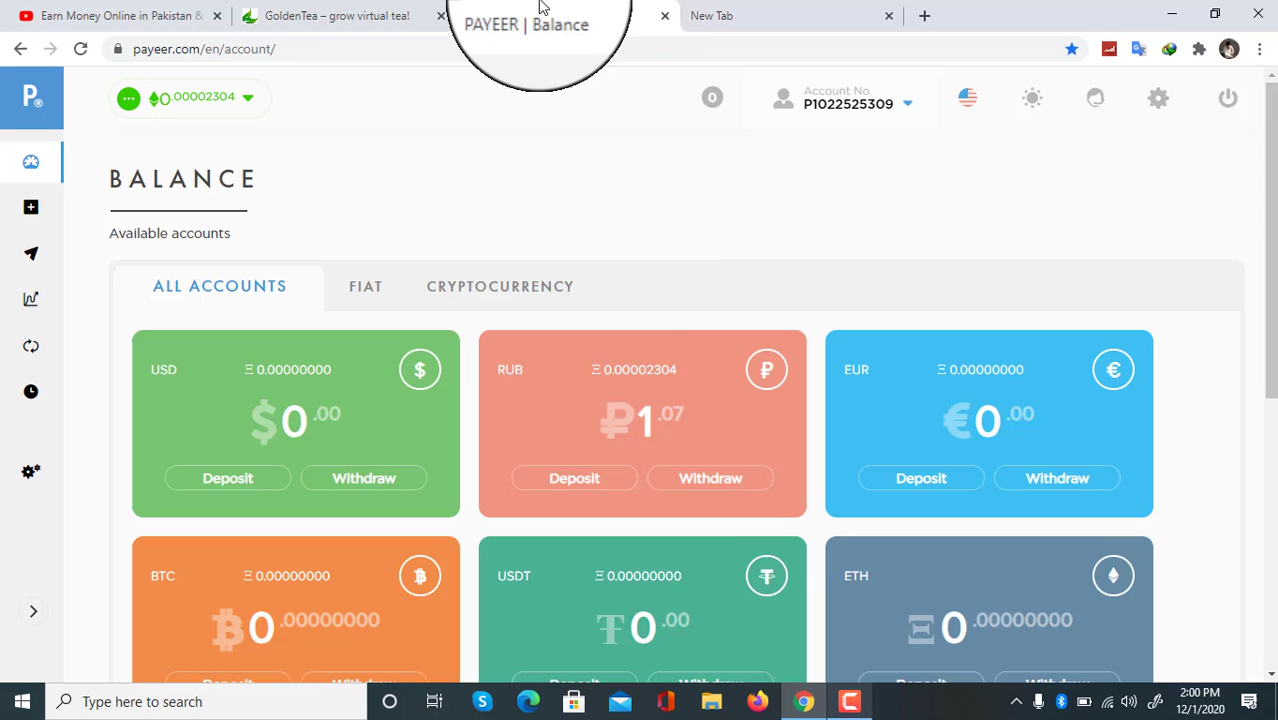 Earn Money Online in Pakistan &
GoldenTea – grow virtual tea!
PAYEER | Balance
New Tab
payeer.com/en/account/
P®
0.00002304
0
Account No.
P1022525309
BALANCE
Available accounts
ALL ACCOUNTS
FIAT
CRYPTOCURRENCY
USD Ξ 0.00000000 $
$0.00
Deposit Withdraw
RUB Ξ 0.00002304 ₽
₽1.07
Deposit Withdraw
EUR Ξ 0.00000000 €
€0.00
Deposit Withdraw
BTC Ξ 0.00000000
0.00000000
USDT Ξ 0.00000000
0.00
ETH
Ξ0.00000000
Type here to search
2:00 PM
12/1/2020